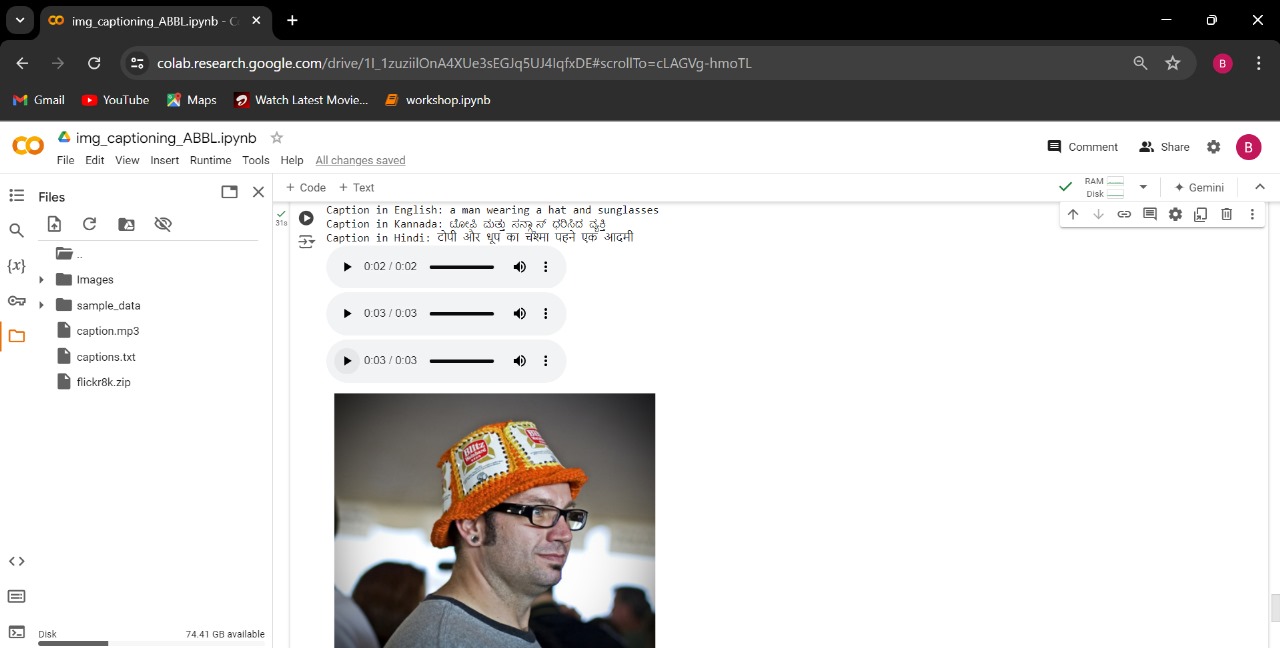 img_captioning_ABBL.ipynb - C
colab.research.google.com/drive/1l_1zuziilOnA4XUe3sEGJq5UJ4IqfxDE#scrollTo=cLAGVg-hmoTL
B
Gmail YouTube Maps Watch Latest Movie... workshop.ipynb
img_captioning_ABBL.ipynb
File Edit View Insert Runtime Tools Help All changes saved
Comment Share B
Files
+ Code + Text
RAM
Disk
Gemini
..
Images
sample_data
caption.mp3
captions.txt
flickr8k.zip
Disk 74.41 GB available
31s
Caption in English: a man wearing a hat and sunglasses
Caption in Kannada: ಟೋಪಿ ಮತ್ತು ಸನ್ಗ್ಲಾಸ್ ಧರಿಸಿದ ವ್ಯಕ್ತಿ
Caption in Hindi: टोपी और धूप का चश्मा पहने एक आदमी
0:02 / 0:02
0:03 / 0:03
0:03 / 0:03
Blitz
Blitz